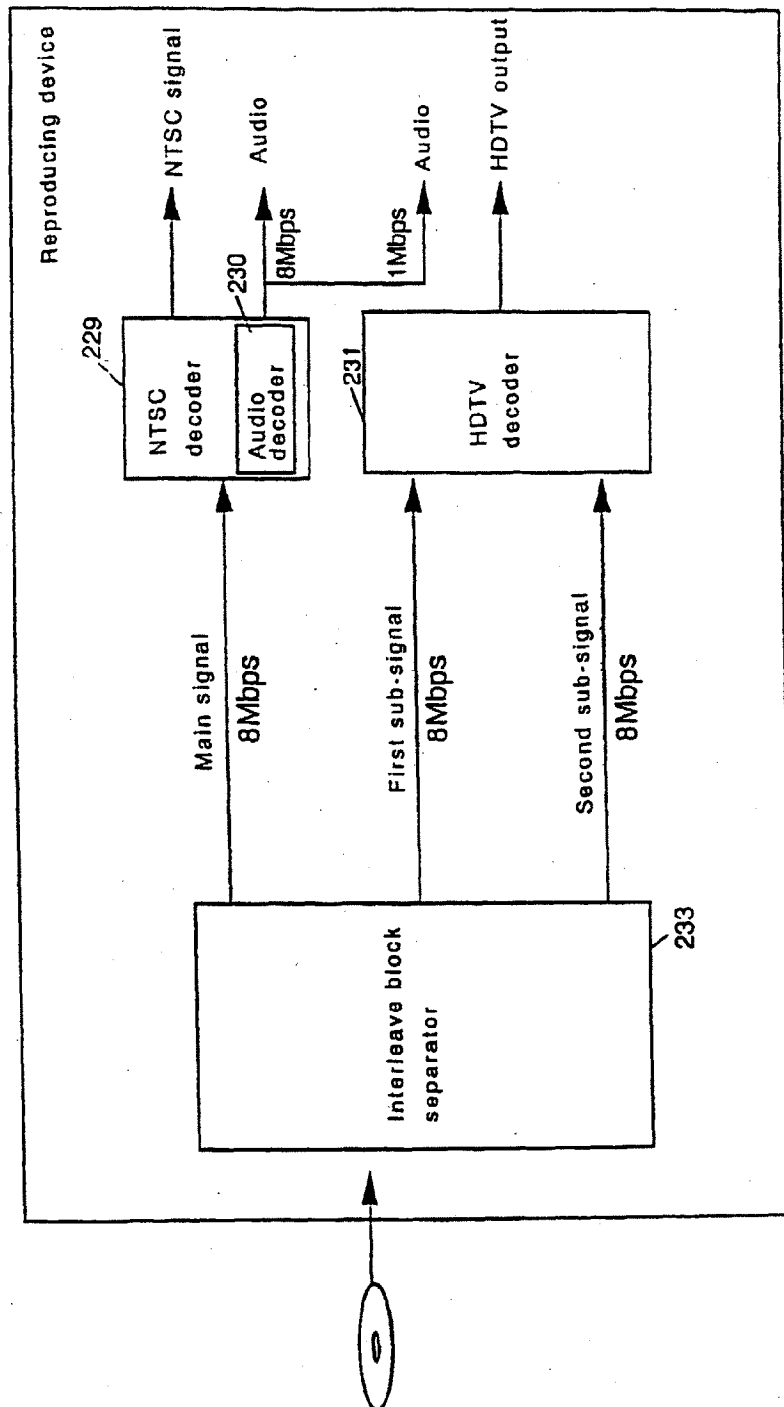 Reproducing device
Interleave block
separator
233
Main signal
8Mbps
First sub-signal
8Mbps
Second sub-signal
8Mbps
229
NTSC
decoder
Audio
decoder
230
231
HDTV
decoder
NTSC signal
8Mbps
Audio
1Mbps
Audio
HDTV output